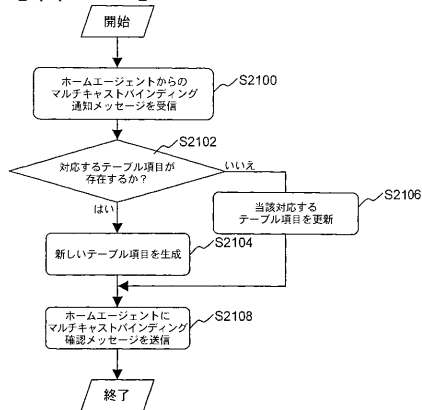 開始
ホームエージェントからの
マルチキャストバインディング
通知メッセージを受信
S2100
S2102
対応するテーブル項目が
存在するか?
いいえ
はい
S2106
当該対応する
テーブル項目を更新
S2104
新しいテーブル項目を生成
S2108
ホームエージェントに
マルチキャストバインディング
確認メッセージを送信
終了